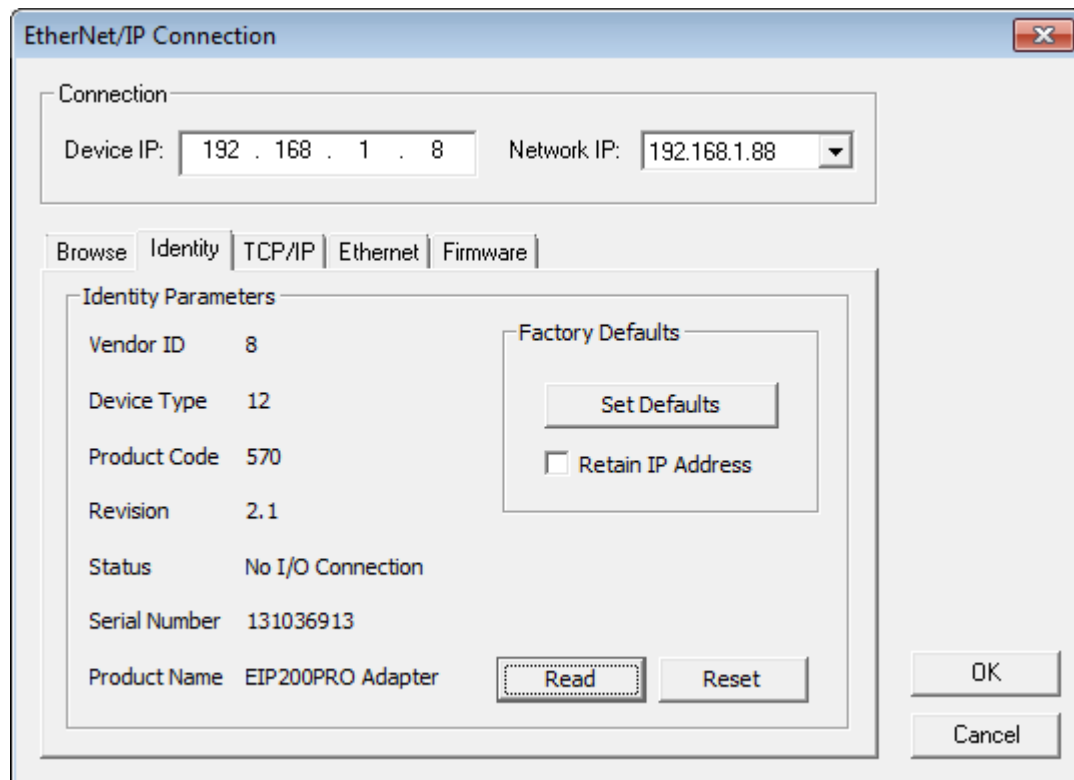 EtherNet/IP Connection
Connection
Device IP: 192 . 168 . 1 . 8 Network IP: 192.168.1.88
Browse Identity TCP/IP Ethernet Firmware
Identity Parameters
Vendor ID 8
Device Type 12
Product Code 570
Revision 2.1
Status No I/O Connection
Serial Number 131036913
Product Name EIP200PRO Adapter
Factory Defaults
Set Defaults
Retain IP Address
Read Reset
OK
Cancel